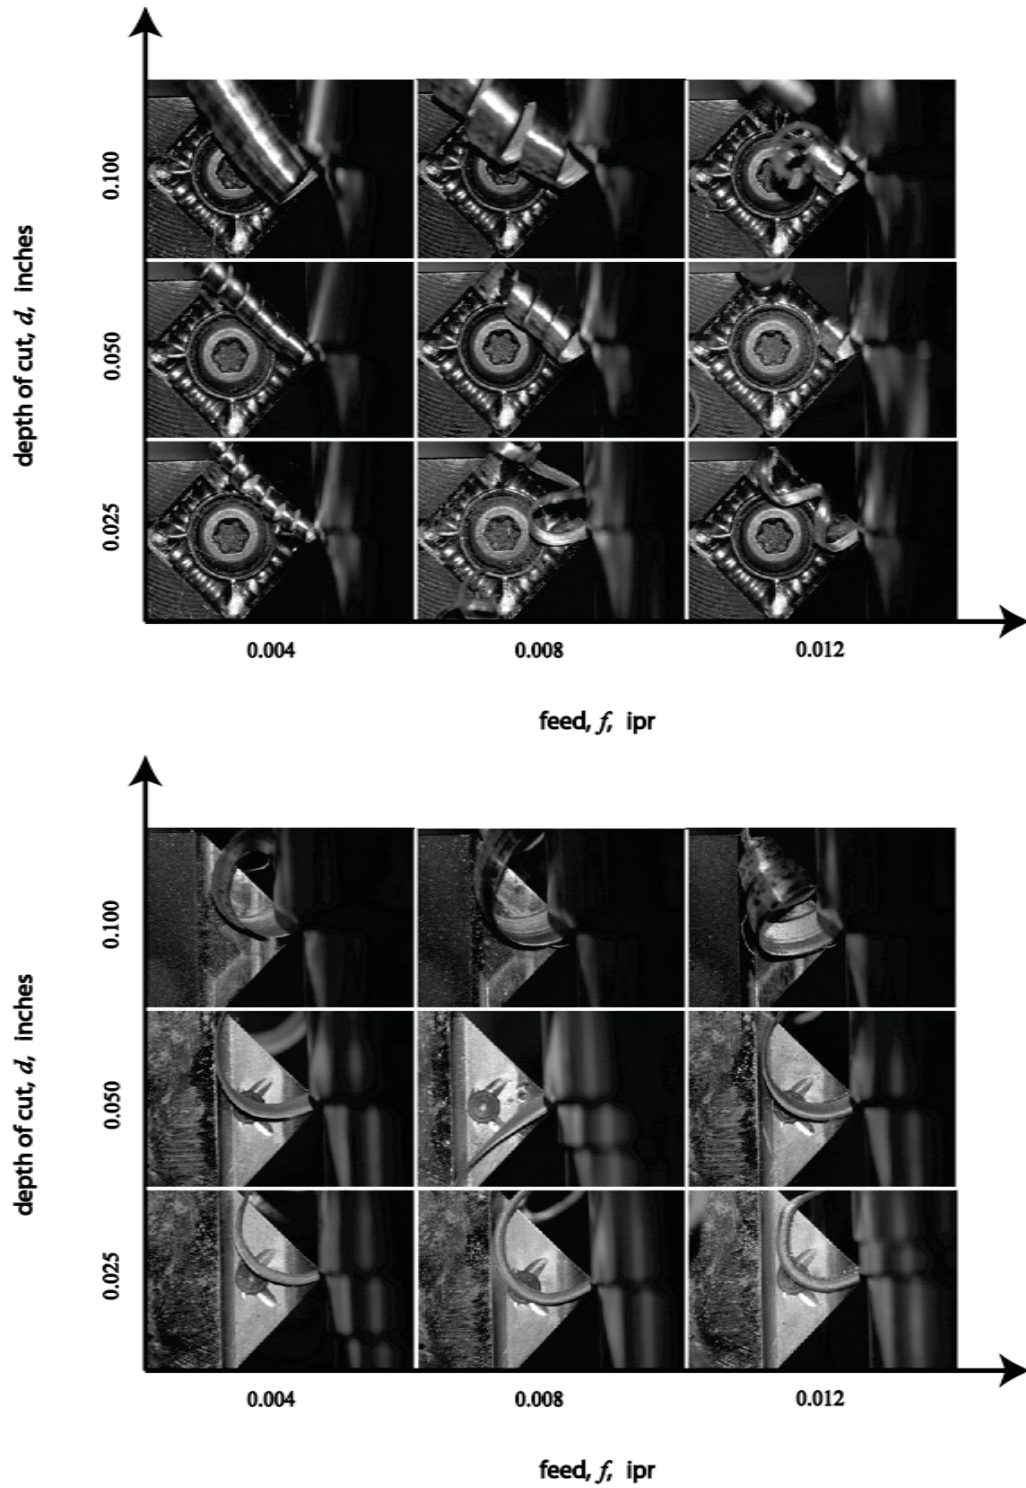 depth of cut, d, inches
0.100
0.050
0.025
0.004 0.008 0.012
feed, f, ipr
depth of cut, d, inches
0.100
0.050
0.025
0.004 0.008 0.012
feed, f, ipr